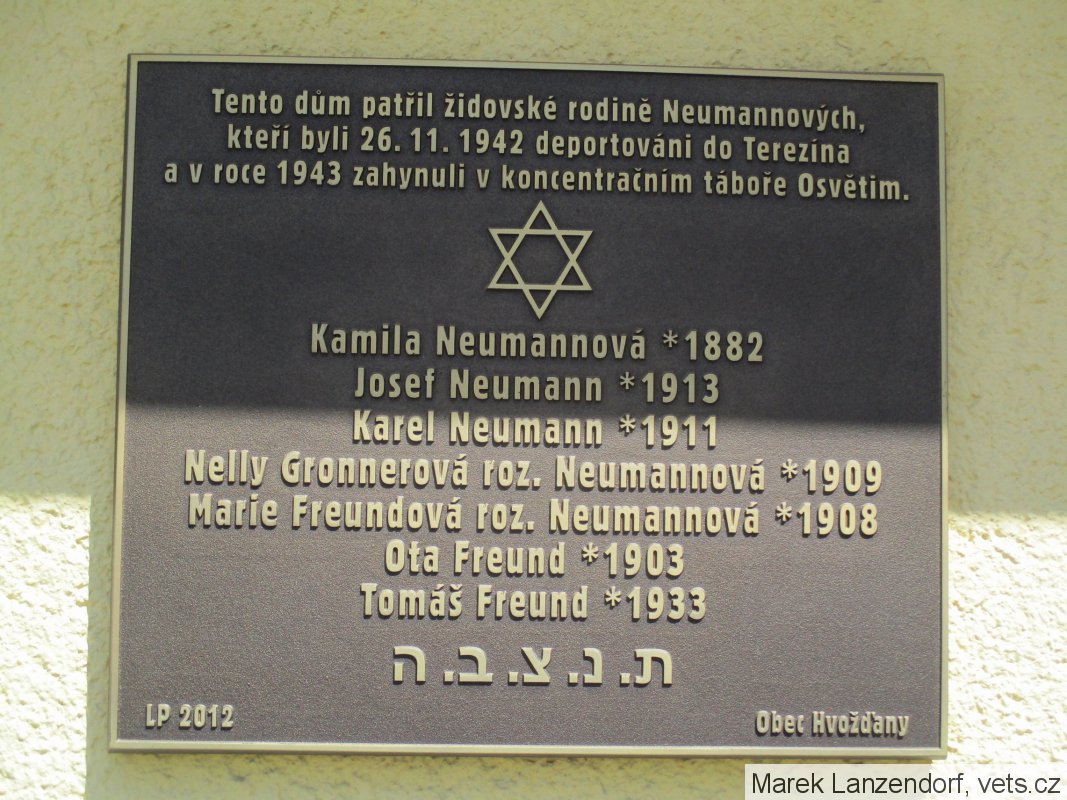 Tento dům patřil židovské rodině Neumannových,
kteří byli 26. 11. 1942 deportováni do Terezína
a v roce 1943 zahynuli v koncentračním táboře Osvětim.
Kamila Neumannová *1882
Josef Neumann *1913
Karel Neumann *1911
Nelly Gronnerová roz. Neumannová *1909
Marie Freundová roz. Neumannová *1908
Ota Freund *1903
Tomáš Freund *1933
ת.נ.צ.ב.ה
LP 2012
Obec Hvožďany
Marek Lanzendorf, vets.cz